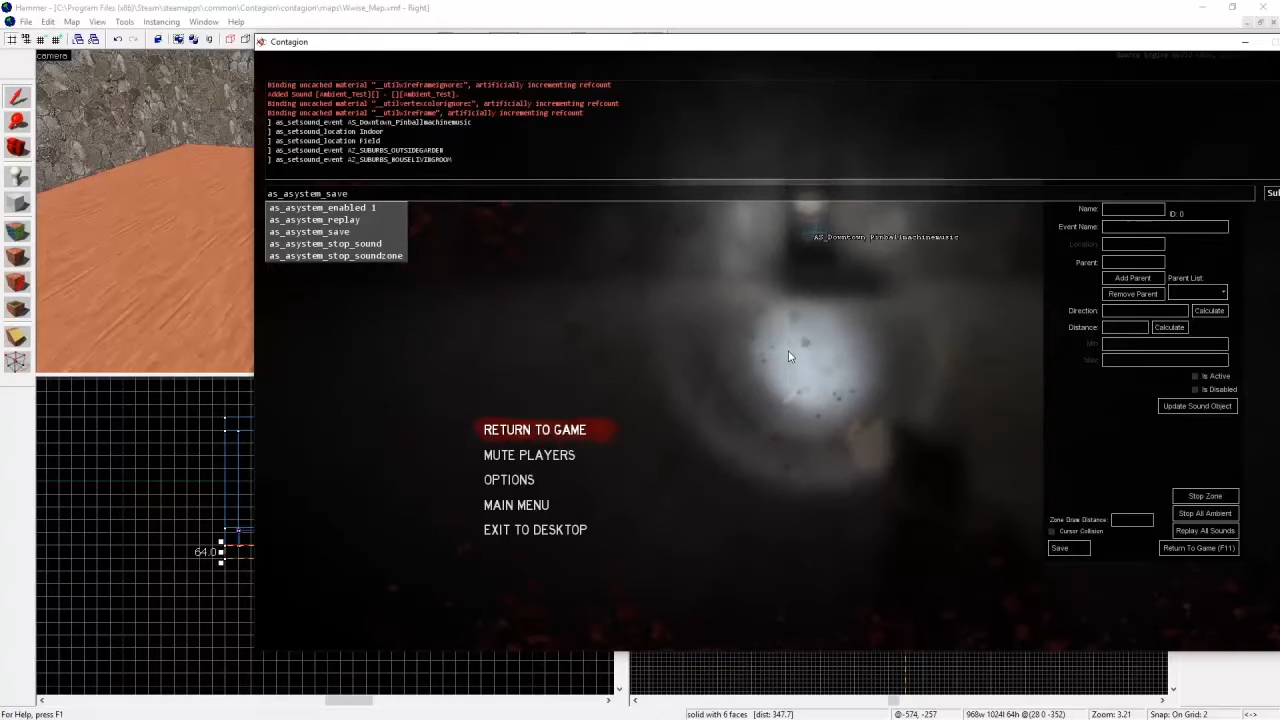 Hammer - [C:\Program Files (x86)\Steam\steamapps\common\Contagion\contagion\maps\Wwise_Map.vmf - Right]
File Edit Map View Tools Instancing Window Help
camera
Contagion
Binding uncached material "__utilwireframeignorez", artificially incrementing refcount
Added Sound [Ambient_Test][] - [][Ambient_Test].
Binding uncached material "__utilvertexcolorignorez", artificially incrementing refcount
Binding uncached material "__utilwireframe", artificially incrementing refcount
] as_setsound_event AS_Downtown_Pinballmachinemusic
] as_setsound_location Indoor
] as_setsound_location Field
] as_setsound_event AZ_SUBURBS_OUTSIDEGARDEN
] as_setsound_event AZ_SUBURBS_HOUSELIVINGROOM
as_asystem_save
as_asystem_enabled 1
as_asystem_replay
as_asystem_save
as_asystem_stop_sound
as_asystem_stop_soundzone
AS_Downtown_Pinballmachinemusic
Name: ID: 0
Event Name:
Location:
Parent:
Add Parent Parent List:
Remove Parent
Direction: Calculate
Distance: Calculate
Min:
Max:
Is Active
Is Disabled
Update Sound Object
RETURN TO GAME
MUTE PLAYERS
OPTIONS
MAIN MENU
EXIT TO DESKTOP
Stop Zone
Zone Draw Distance: Stop All Ambient
Cursor Collision Replay All Sounds
Save Return To Game (F11)
64.0
For Help, press F1
solid with 6 faces [dist: 347.7]
@-574, -257
968w 1024l 64h @(28 0 -352)
Zoom: 3.21
Snap: On Grid: 2
<->